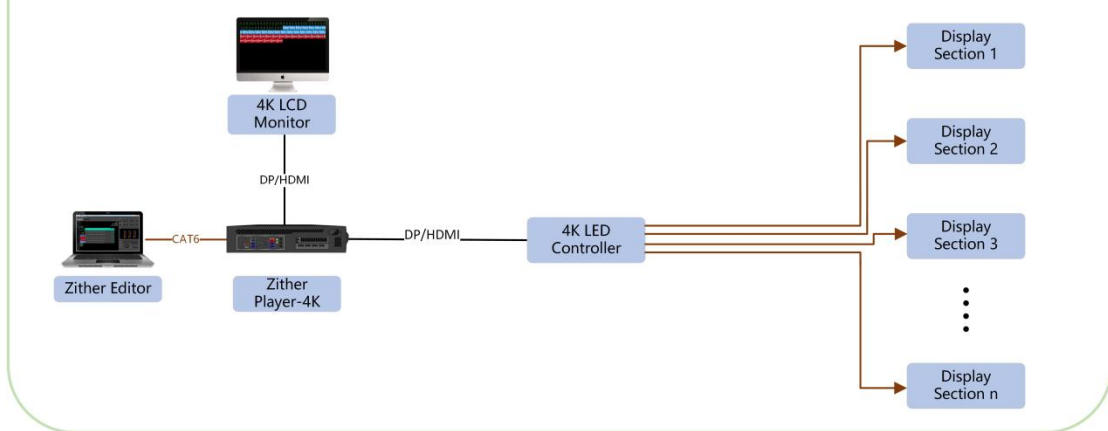 4K LCD
Monitor
DP/HDMI
Zither Editor
CAT6
Zither
Player-4K
DP/HDMI
4K LED
Controller
Display
Section 1
Display
Section 2
Display
Section 3
Display
Section n